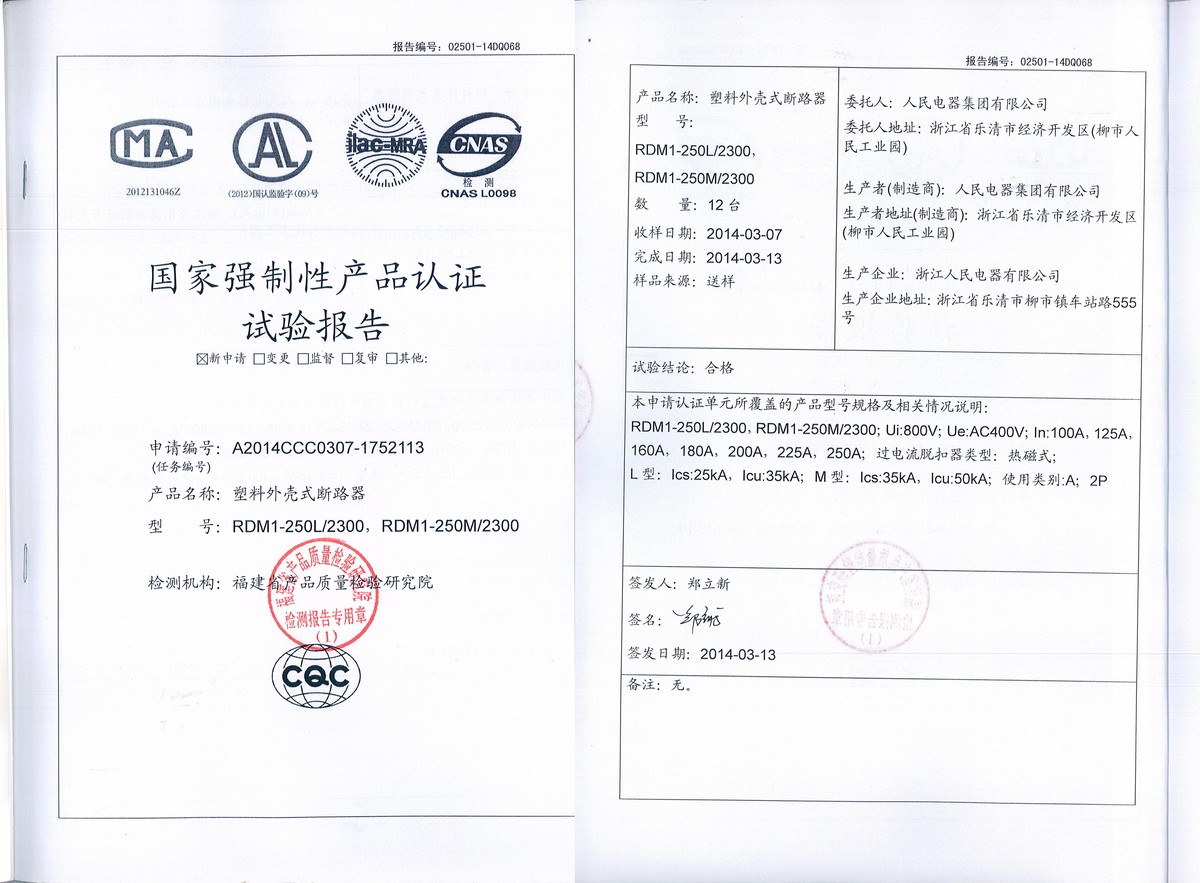 报告编号: 02501-14DQ068
MA
2012131046Z
AL
(2012)国认监验字(09)号
ilac-MRA
CNAS
检 测
CNAS L0098
国家强制性产品认证
试验报告
☒新申请 □变更 □监督 □复审 □其他:
申请编号: A2014CCC0307-1752113
(任务编号)
产品名称: 塑料外壳式断路器
型 号: RDM1-250L/2300, RDM1-250M/2300
检测机构: 福建省产品质量检验研究院
福建省产品质量检验研究院
检测报告专用章
(1)
CQC
报告编号: 02501-14DQ068
产品名称: 塑料外壳式断路器
型 号:
RDM1-250L/2300,
RDM1-250M/2300
数 量: 12 台
收样日期: 2014-03-07
完成日期: 2014-03-13
样品来源: 送样
委托人: 人民电器集团有限公司
委托人地址: 浙江省乐清市经济开发区(柳市人
民工业园)
生产者(制造商): 人民电器集团有限公司
生产者地址(制造商): 浙江省乐清市经济开发区
(柳市人民工业园)
生产企业: 浙江人民电器有限公司
生产企业地址: 浙江省乐清市柳市镇车站路555
号
试验结论: 合格
本申请认证单元所覆盖的产品型号规格及相关情况说明:
RDM1-250L/2300, RDM1-250M/2300; Ui:800V; Ue:AC400V; In:100A, 125A,
160A, 180A, 200A, 225A, 250A; 过电流脱扣器类型: 热磁式;
L 型: Ics:25kA, Icu:35kA; M 型: Ics:35kA, Icu:50kA; 使用类别:A; 2P
签发人: 郑立新
签名:
签发日期: 2014-03-13
备注: 无。